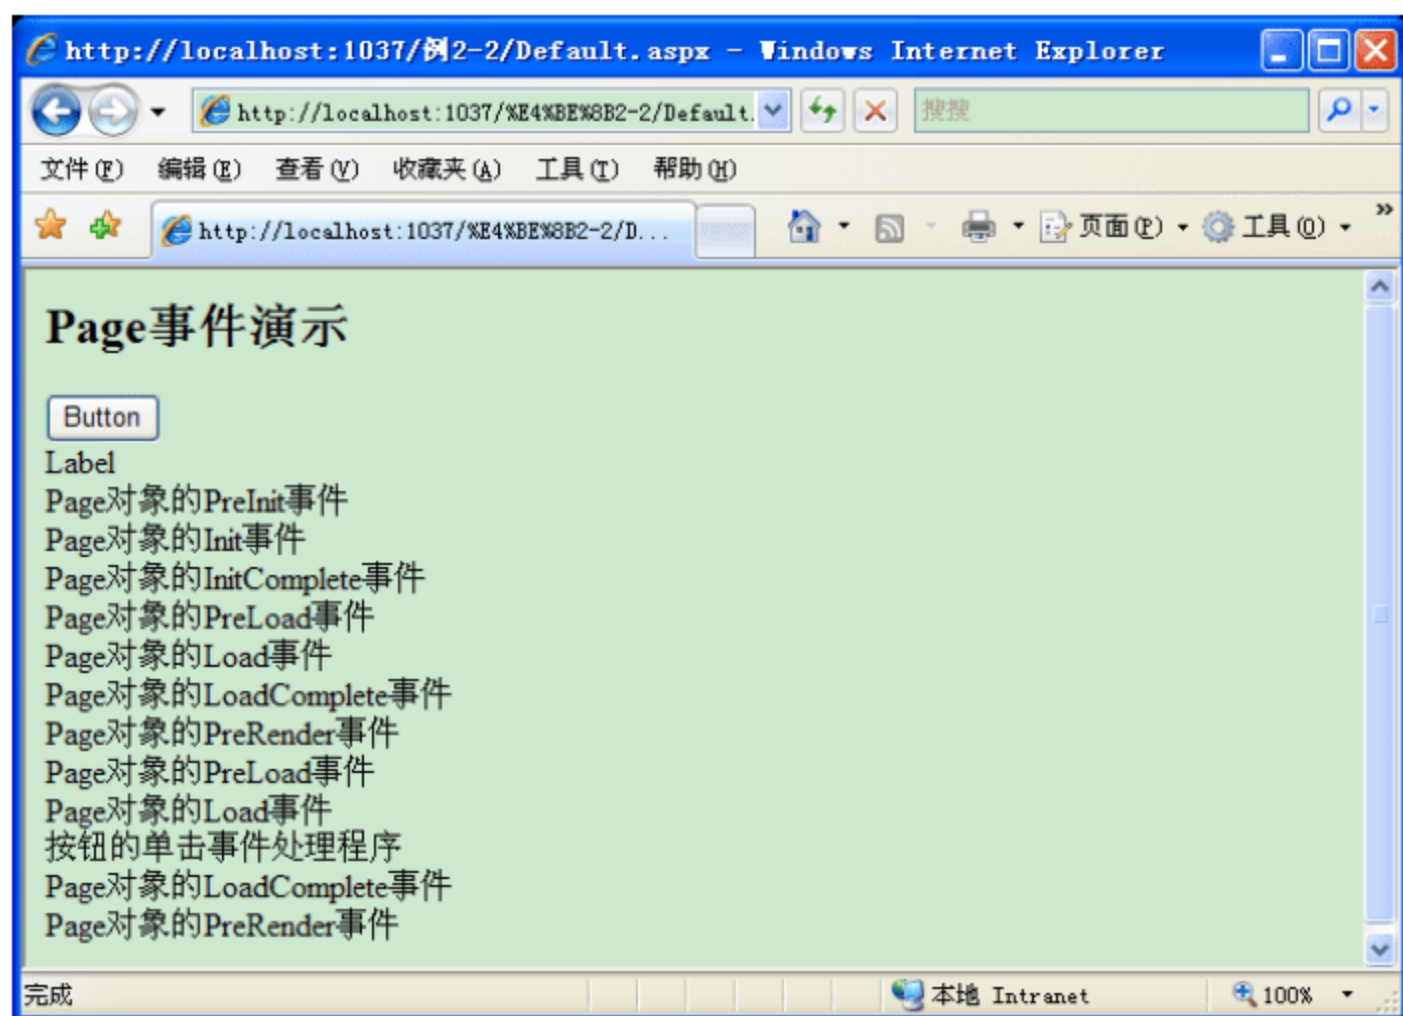 http://localhost:1037/例2-2/Default.aspx - Windows Internet Explorer
http://localhost:1037/%E4%BE%8B2-2/Default. 搜搜
文件(F) 编辑(E) 查看(V) 收藏夹(A) 工具(T) 帮助(H)
http://localhost:1037/%E4%BE%8B2-2/D... 页面(P) 工具(O) »
Page事件演示
Button
Label
Page对象的PreInit事件
Page对象的Init事件
Page对象的InitComplete事件
Page对象的PreLoad事件
Page对象的Load事件
Page对象的LoadComplete事件
Page对象的PreRender事件
Page对象的PreLoad事件
Page对象的Load事件
按钮的单击事件处理程序
Page对象的LoadComplete事件
Page对象的PreRender事件
完成 本地 Intranet 100%